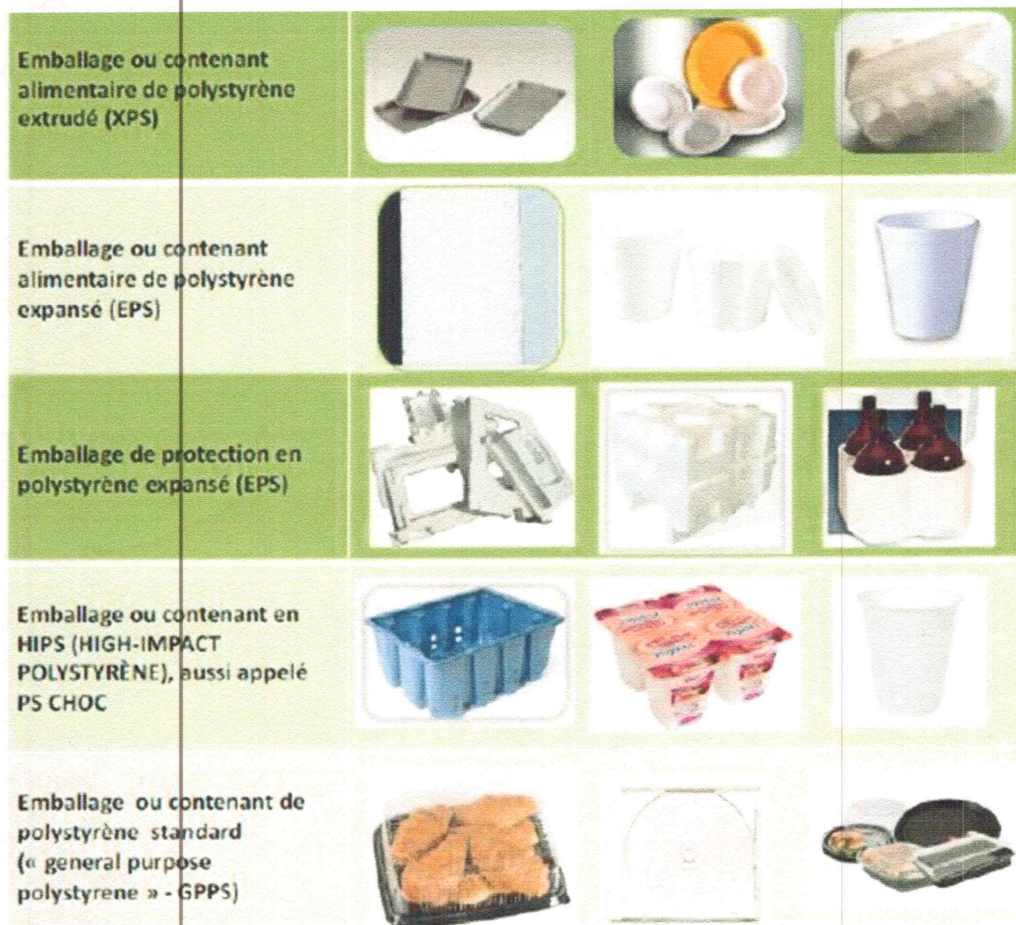 Emballage ou contenant
alimentaire de polystyrène
extrudé (XPS)
Emballage ou contenant
alimentaire de polystyrène
expansé (EPS)
Emballage de protection en
polystyrène expansé (EPS)
Emballage ou contenant en
HIPS (HIGH-IMPACT
POLYSTYRÈNE), aussi appelé
PS CHOC
Emballage ou contenant de
polystyrène standard
(« general purpose
polystyrene » - GPPS)